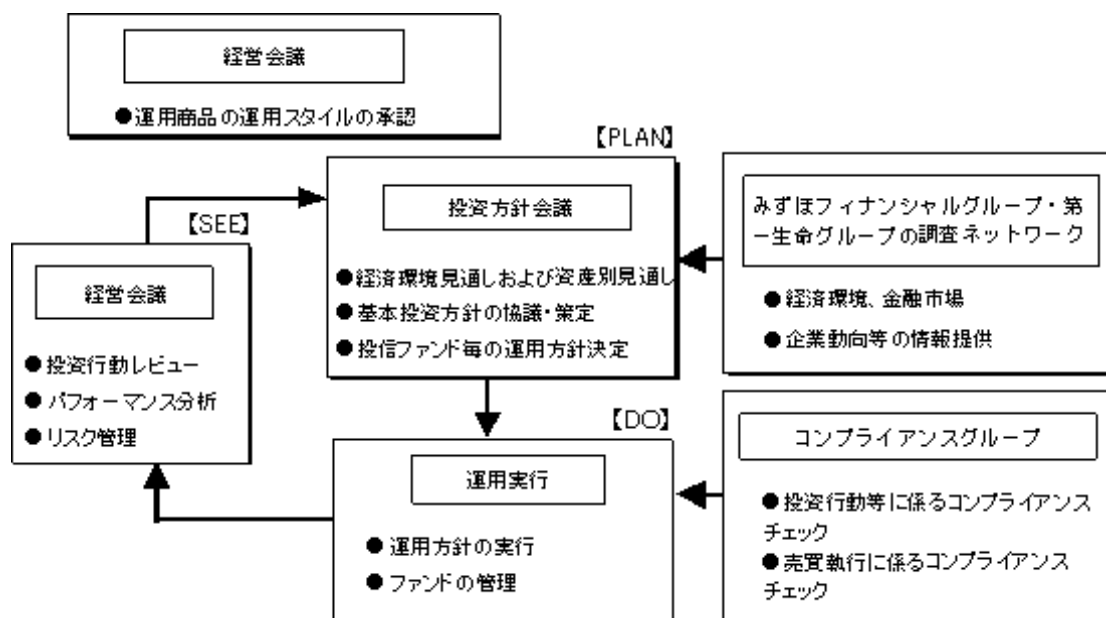 経営会議
●運用商品の運用スタイルの承認
【PLAN】
投資方針会議
●経済環境見通しおよび資産別見通し
●基本投資方針の協議・策定
●投信ファンド毎の運用方針決定
みずほフィナンシャルグループ・第
一生命グループの調査ネットワーク
●経済環境、金融市場
●企業動向等の情報提供
【SEE】
経営会議
●投資行動レビュー
●パフォーマンス分析
●リスク管理
【DO】
運用実行
●運用方針の実行
●ファンドの管理
コンプライアンスグループ
●投資行動等に係るコンプライアンス
チェック
●売買執行に係るコンプライアンス
チェック